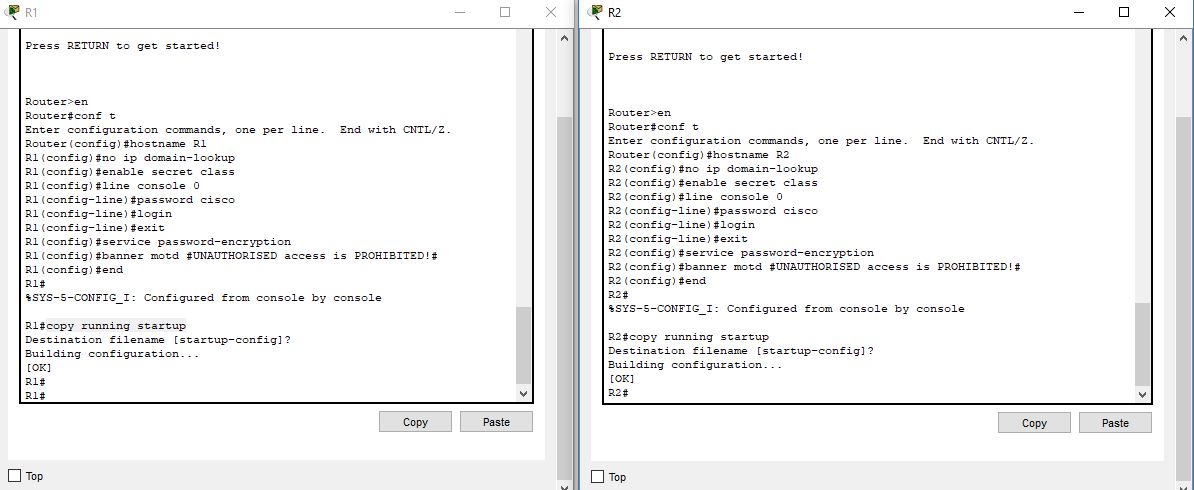 R1
Press RETURN to get started!
Router>en
Router#conf t
Enter configuration commands, one per line.  End with CNTL/Z.
Router(config)#hostname R1
R1(config)#no ip domain-lookup
R1(config)#enable secret class
R1(config)#line console 0
R1(config-line)#password cisco
R1(config-line)#login
R1(config-line)#exit
R1(config)#service password-encryption
R1(config)#banner motd #UNAUTHORISED access is PROHIBITED!#
R1(config)#end
R1#
%SYS-5-CONFIG_I: Configured from console by console
R1#copy running startup
Destination filename [startup-config]?
Building configuration...
[OK]
R1#
R1#
Copy
Paste
Top
R2
Press RETURN to get started!
Router>en
Router#conf t
Enter configuration commands, one per line.  End with CNTL/Z.
Router(config)#hostname R2
R2(config)#no ip domain-lookup
R2(config)#enable secret class
R2(config)#line console 0
R2(config-line)#password cisco
R2(config-line)#login
R2(config-line)#exit
R2(config)#service password-encryption
R2(config)#banner motd #UNAUTHORISED access is PROHIBITED!#
R2(config)#end
R2#
%SYS-5-CONFIG_I: Configured from console by console
R2#copy running startup
Destination filename [startup-config]?
Building configuration...
[OK]
R2#
Copy
Paste
Top